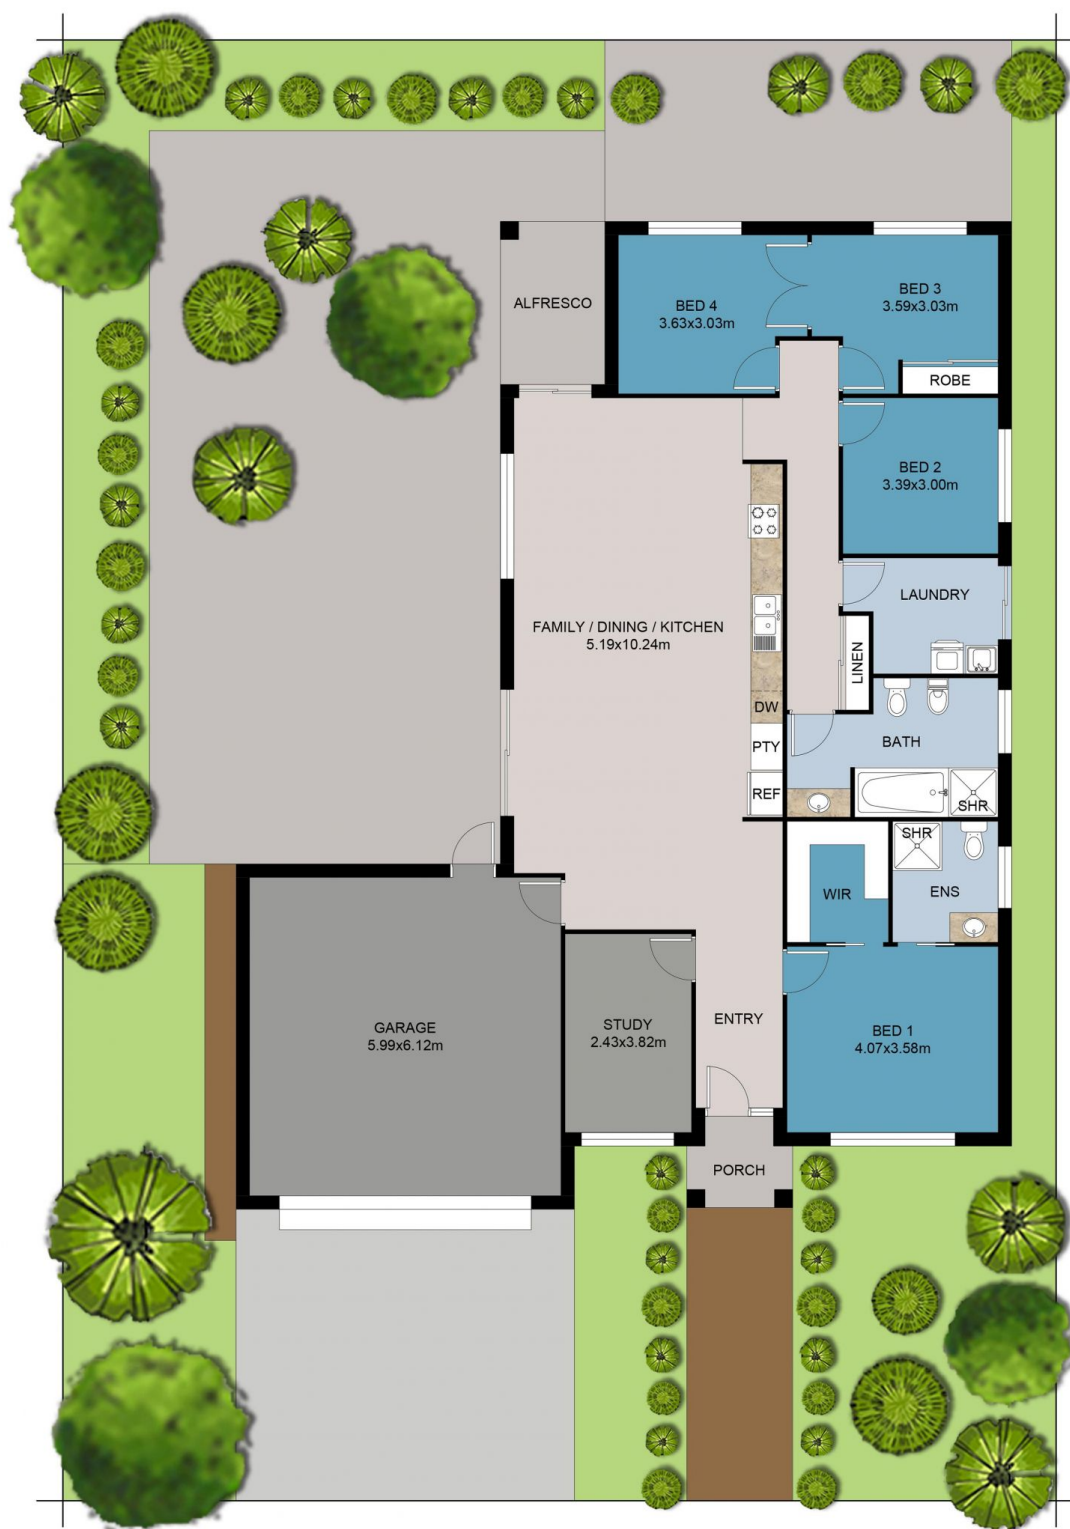 ALFRESCO
BED 4
3.63x3.03m
BED 3
3.59x3.03m
ROBE
BED 2
3.39x3.00m
LAUNDRY
FAMILY / DINING / KITCHEN
5.19x10.24m
LINEN
DW
PTY
REF
BATH
SHR
SHR
WIR
ENS
GARAGE
5.99x6.12m
STUDY
2.43x3.82m
ENTRY
BED 1
4.07x3.58m
PORCH